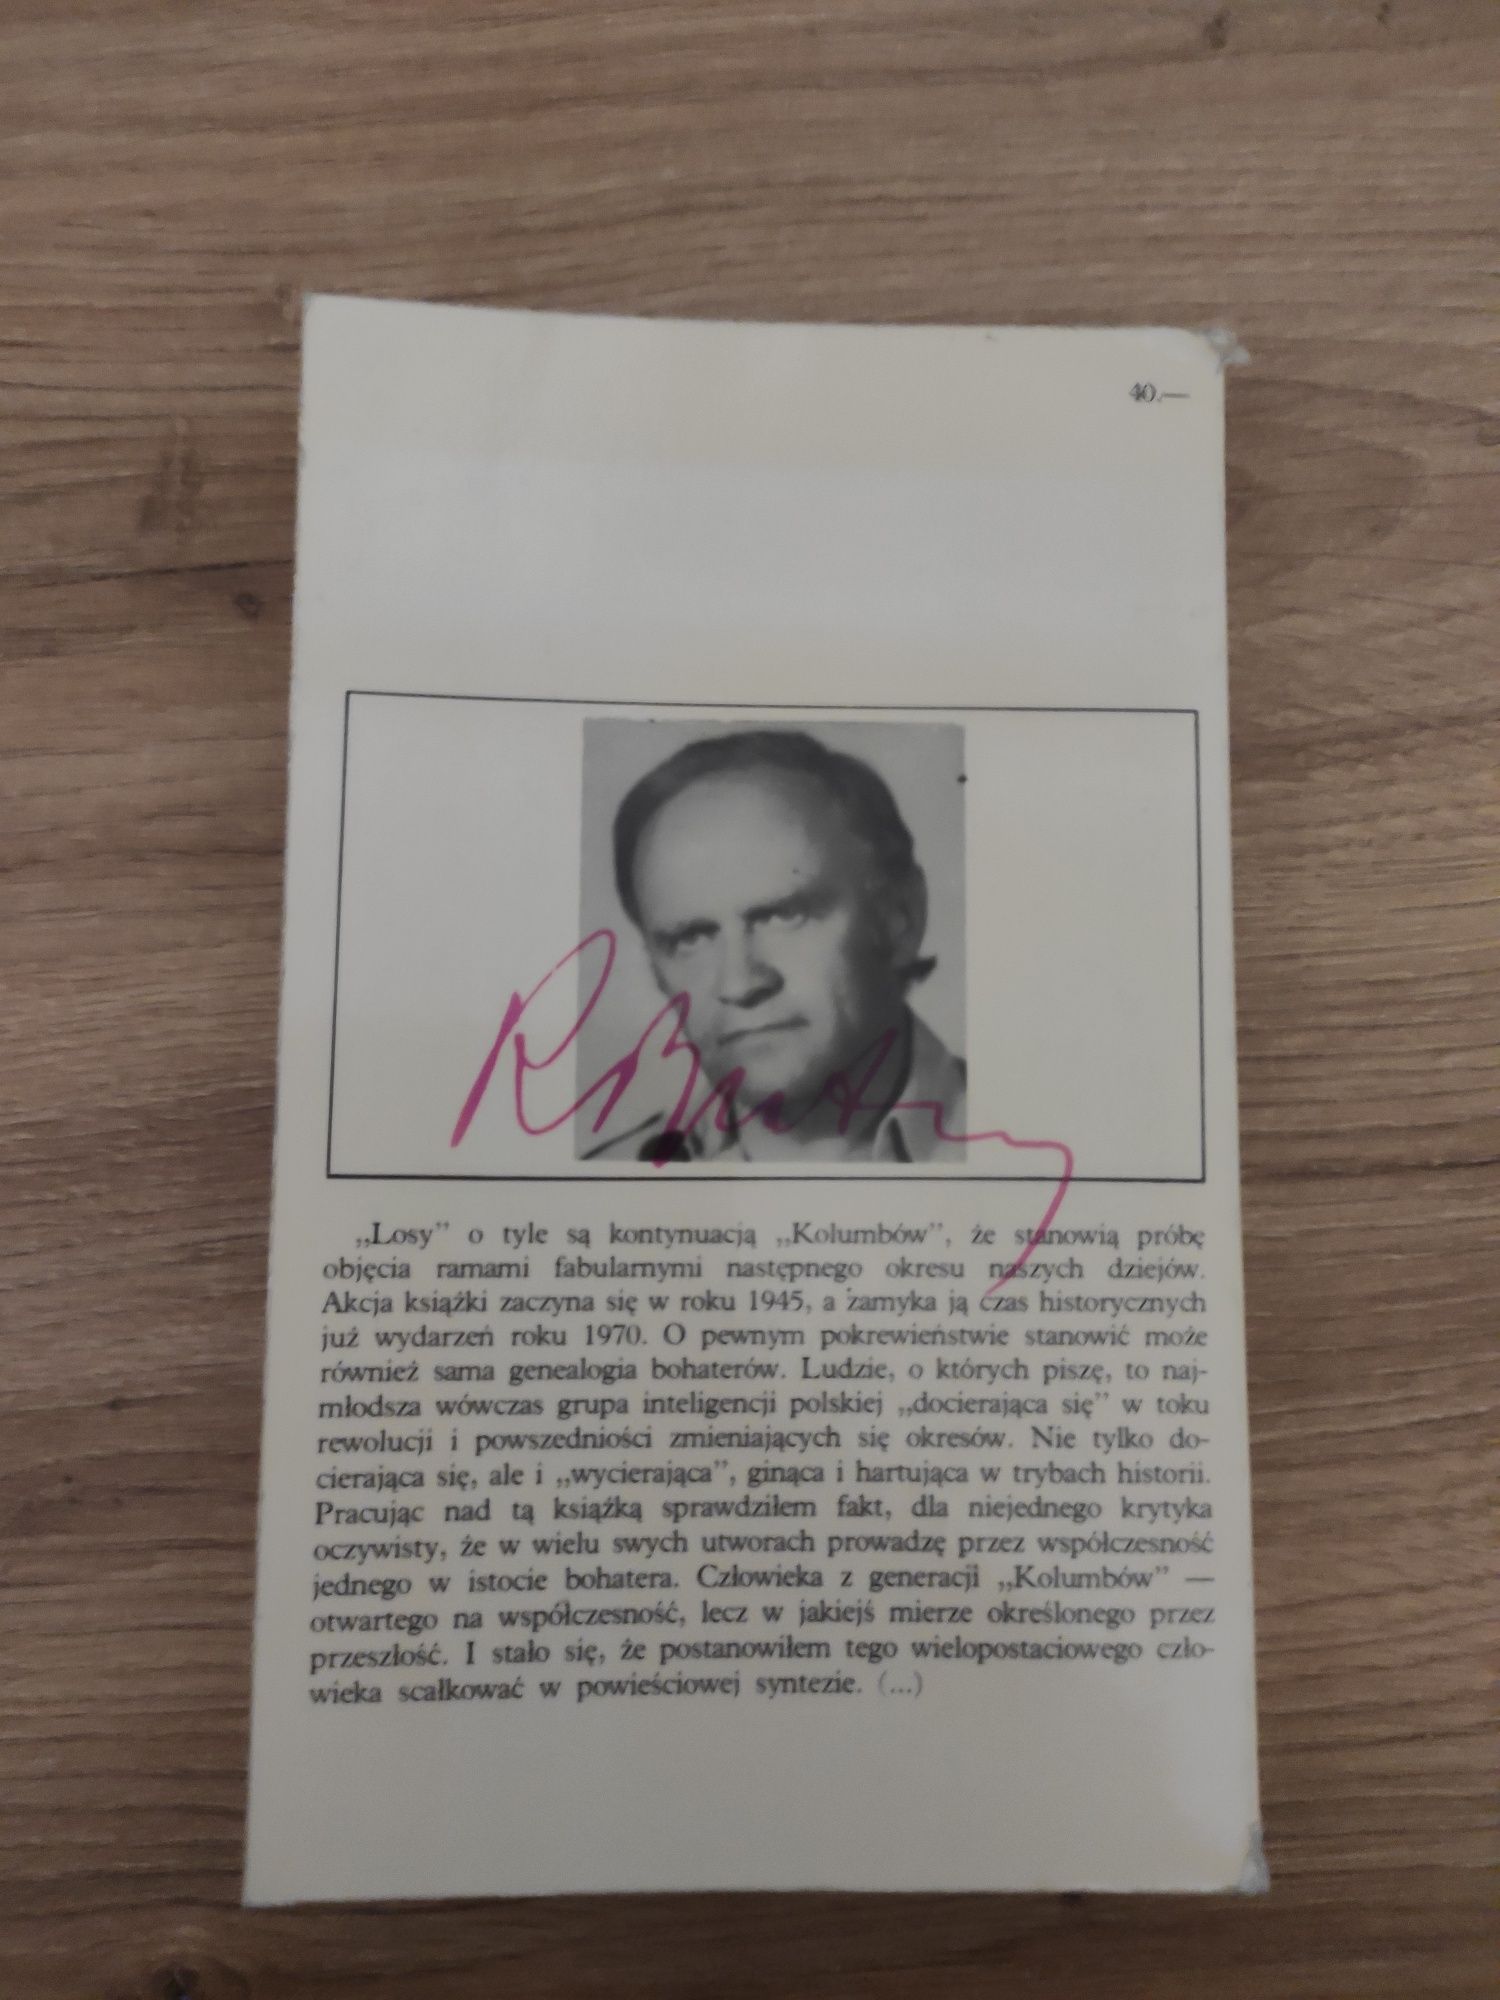 40.—
R Bratny
„Losy” o tyle są kontynuacją „Kolumbów”, że stanowią próbę
objęcia ramami fabularnymi następnego okresu naszych dziejów.
Akcja książki zaczyna się w roku 1945, a zamyka ją czas historycznych
już wydarzeń roku 1970. O pewnym pokrewieństwie stanowić może
również sama genealogia bohaterów. Ludzie, o których piszę, to naj-
młodsza wówczas grupa inteligencji polskiej „docierająca się” w toku
rewolucji i powszedniości zmieniających się okresów. Nie tylko do-
cierająca się, ale i „wycierająca”, ginąca i hartująca w trybach historii.
Pracując nad tą książką sprawdziłem fakt, dla niejednego krytyka
oczywisty, że w wielu swych utworach prowadzę przez współczesność
jednego w istocie bohatera. Człowieka z generacji „Kolumbów” —
otwartego na współczesność, lecz w jakiejś mierze określonego przez
przeszłość. I stało się, że postanowiłem tego wielopostaciowego czło-
wieka scałkować w powieściowej syntezie. (...)